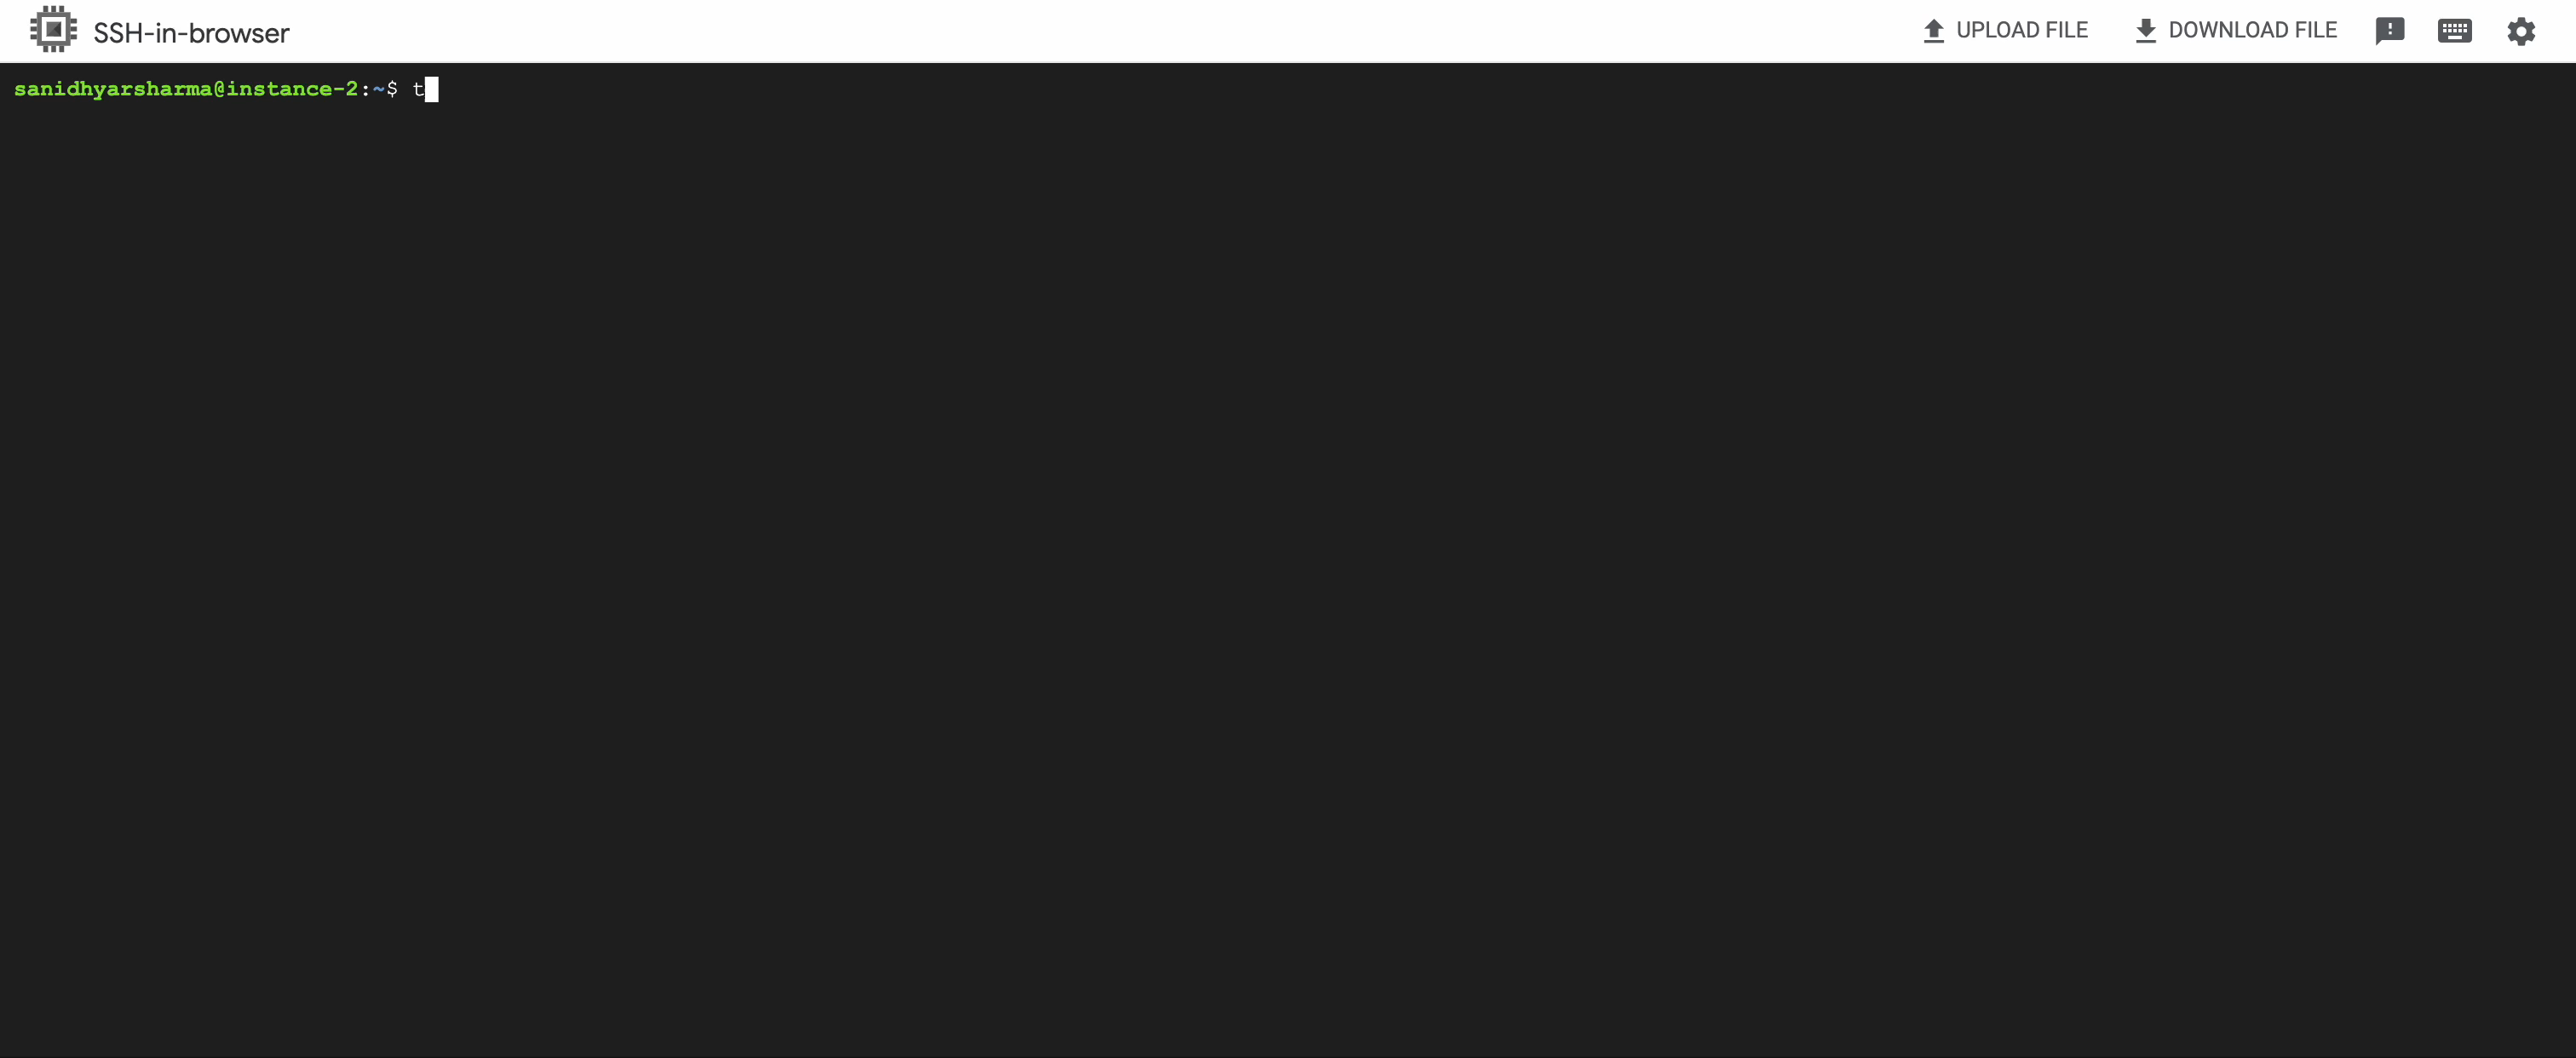 SSH-in-browser UPLOAD FILE DOWNLOAD FILE
sanidhyarsharma@instance-2:~$ t